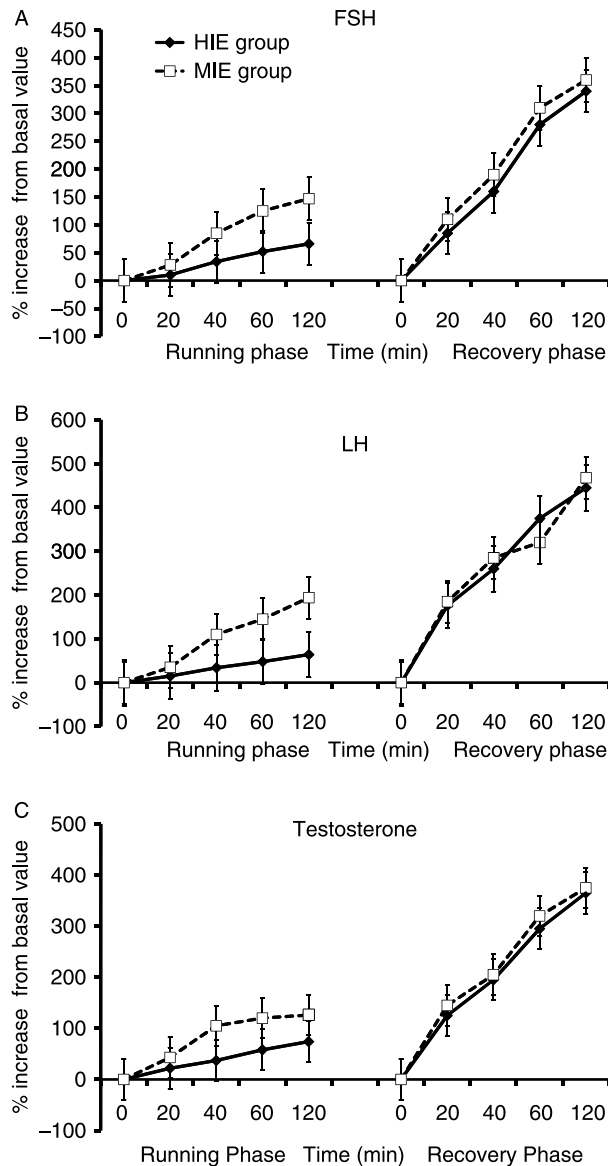 A
FSH
HIE group
MIE group
% increase from basal value
450
400
350
300
250
200
150
100
50
0
−50
−100
0 20 40 60 120 0 20 40 60 120
Running phase Time (min) Recovery phase
B
LH
% increase from basal value
600
500
400
300
200
100
0
−100
0 20 40 60 120 0 20 40 60 120
Running phase Time (min) Recovery phase
C
Testosterone
% increase from basal value
500
400
300
200
100
0
−100
0 20 40 60 120 0 20 40 60 120
Running Phase Time (min) Recovery Phase